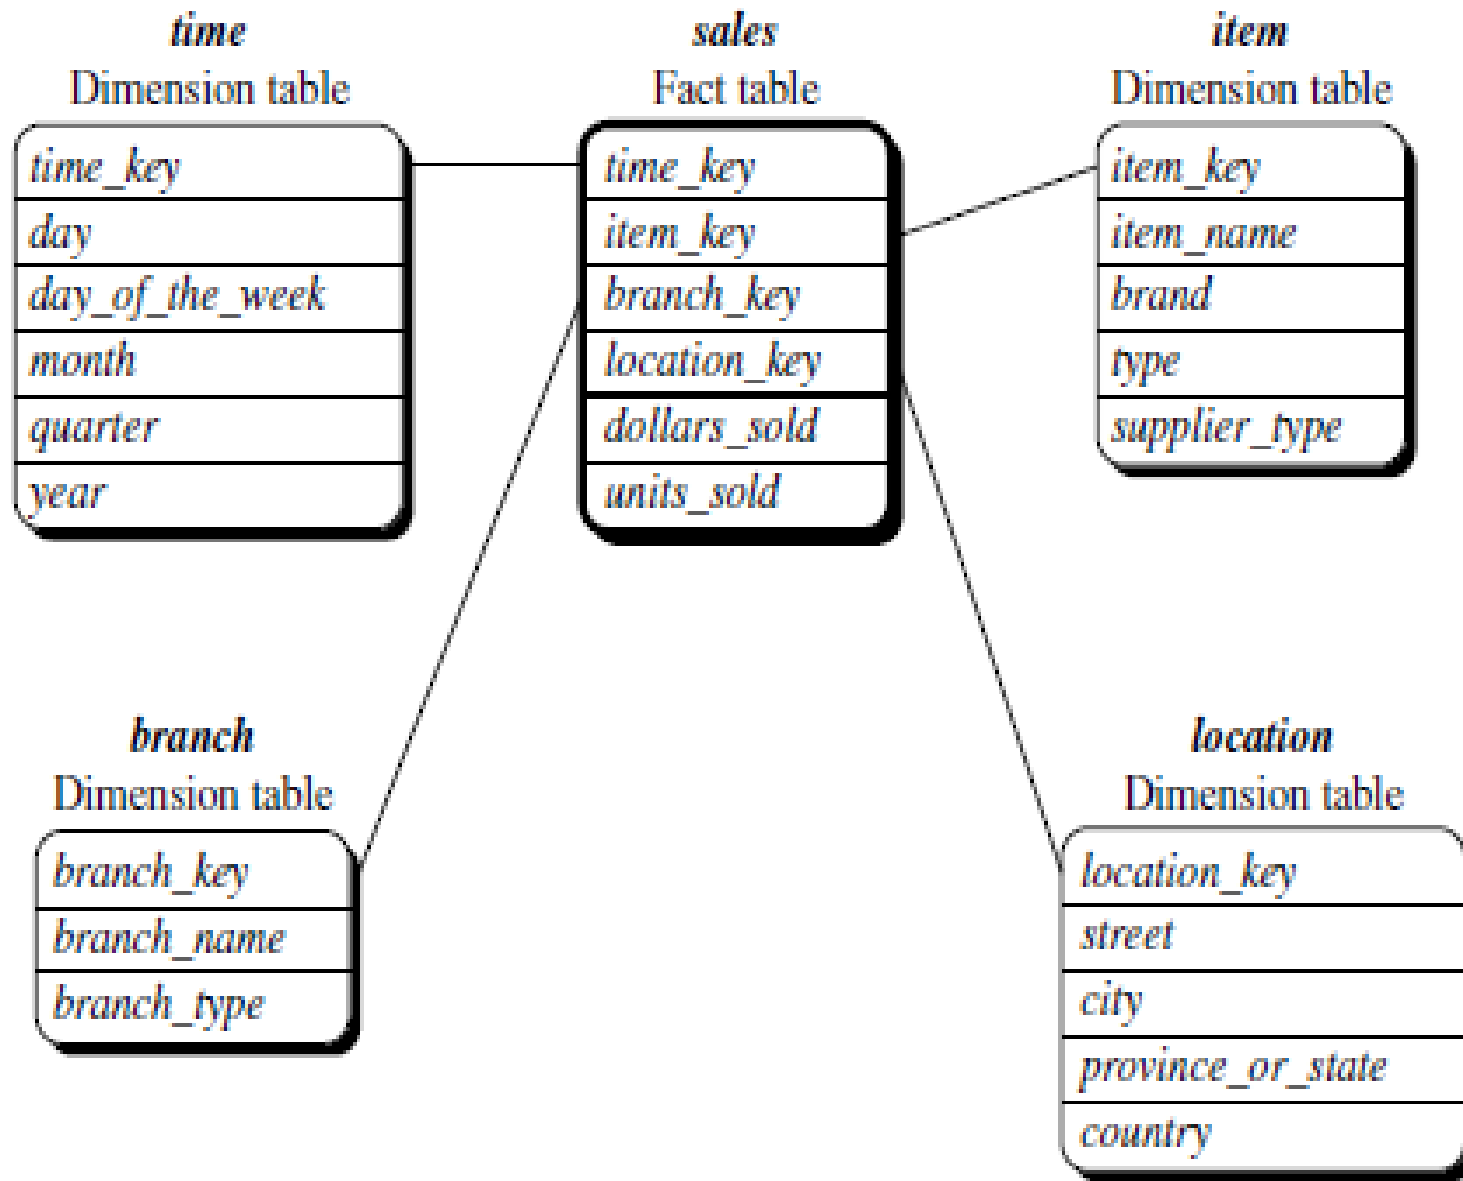 time
Dimension table
time_key
day
day_of_the_week
month
quarter
year
sales
Fact table
time_key
item_key
branch_key
location_key
dollars_sold
units_sold
item
Dimension table
item_key
item_name
brand
type
supplier_type
branch
Dimension table
branch_key
branch_name
branch_type
location
Dimension table
location_key
street
city
province_or_state
country